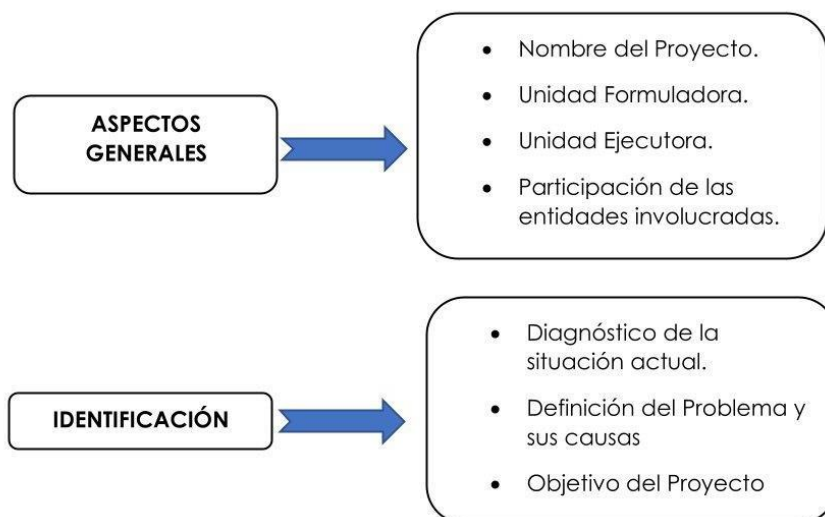 ASPECTOS
GENERALES
• Nombre del Proyecto.
• Unidad Formuladora.
• Unidad Ejecutora.
• Participación de las
entidades involucradas.
IDENTIFICACIÓN
• Diagnóstico de la
situación actual.
• Definición del Problema y
sus causas
• Objetivo del Proyecto